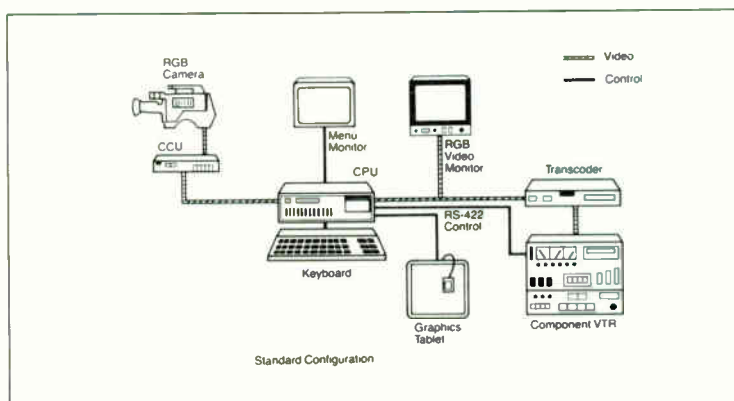 RGB
Camera
Video
Control
CCU
Menu
Monitor
RGB
Video
Monitor
CPU
Transcoder
RS-422
Control
Keyboard
Graphics
Tablet
Component VTR
Standard Configuration